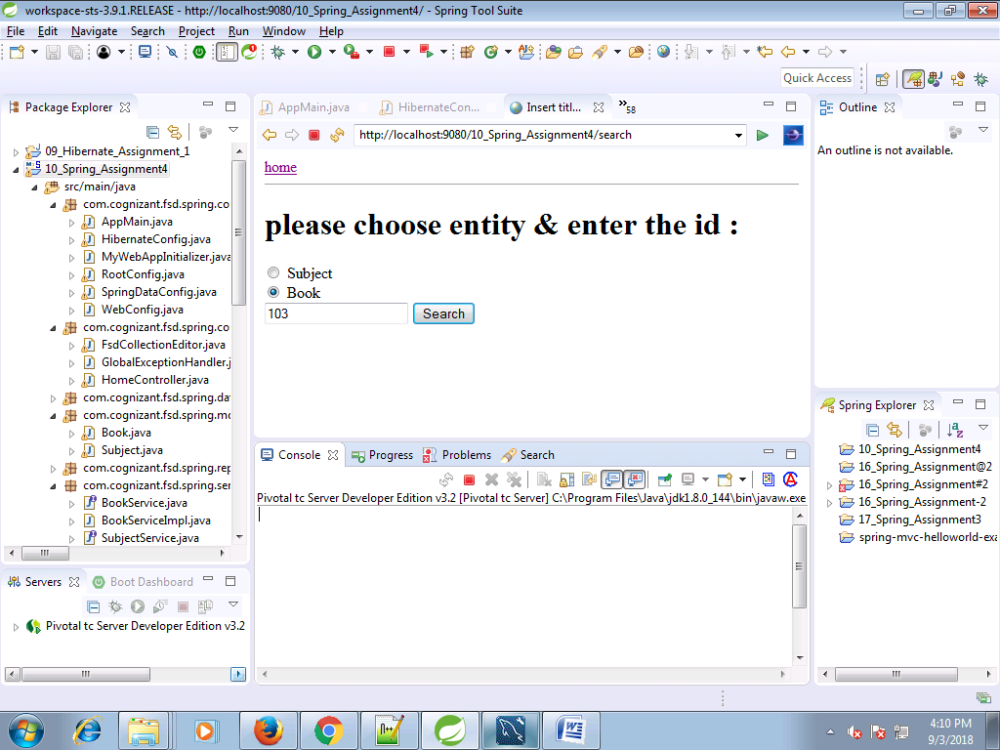 workspace-sts-3.9.1.RELEASE - http://localhost:9080/10_Spring_Assignment4/ - Spring Tool Suite
File Edit Navigate Search Project Run Window Help
Quick Access
Package Explorer
09_Hibernate_Assignment_1
10_Spring_Assignment4
src/main/java
com.cognizant.fsd.spring.co
AppMain.java
HibernateConfig.java
MyWebAppInitializer.java
RootConfig.java
SpringDataConfig.java
WebConfig.java
com.cognizant.fsd.spring.co
FsdCollectionEditor.java
GlobalExceptionHandler.j
HomeController.java
com.cognizant.fsd.spring.da
com.cognizant.fsd.spring.mo
Book.java
Subject.java
com.cognizant.fsd.spring.rep
com.cognizant.fsd.spring.ser
BookService.java
BookServiceImpl.java
SubjectService.java
Servers Boot Dashboard
Pivotal tc Server Developer Edition v3.2
AppMain.java HibernateCon... Insert titl... »58
http://localhost:9080/10_Spring_Assignment4/search
home
please choose entity & enter the id :
Subject
Book
103 Search
Console Progress Problems Search
Pivotal tc Server Developer Edition v3.2 [Pivotal tc Server] C:\Program Files\Java\jdk1.8.0_144\bin\javaw.exe
Outline
An outline is not available.
Spring Explorer
10_Spring_Assignment4
16_Spring_Assignment@2
16_Spring_Assignment#2
16_Spring_Assignment-2
17_Spring_Assignment3
spring-mvc-helloworld-exa
4:10 PM
9/3/2018